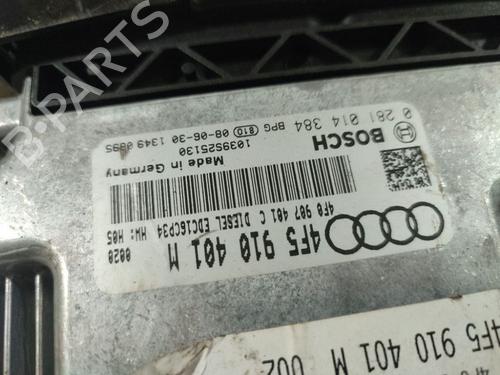 4F5 910 401 M
4F0 907 401 C DIESEL EDC16CP34 HW: H05
0020
BOSCH
0 281 014 384 BPG 810 08-06-30 1349 0895
1039S25130
Made in Germany
4F5 910 401 M 002
B-PARTS